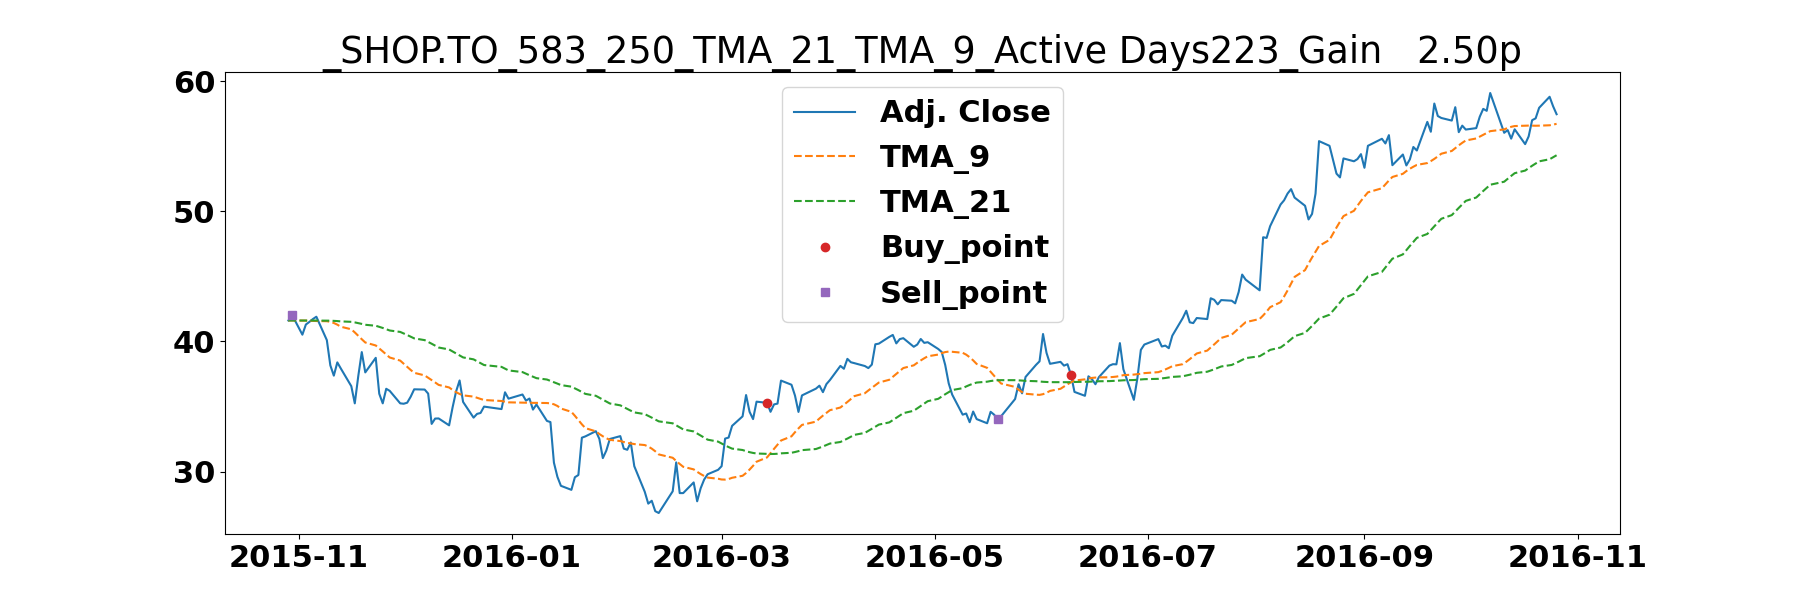 _SHOP.TO_583_250_TMA_21_TMA_9_Active Days223_Gain   2.50p
60
50
40
30
Adj. Close
TMA_9
TMA_21
Buy_point
Sell_point
2015-11
2016-01
2016-03
2016-05
2016-07
2016-09
2016-11